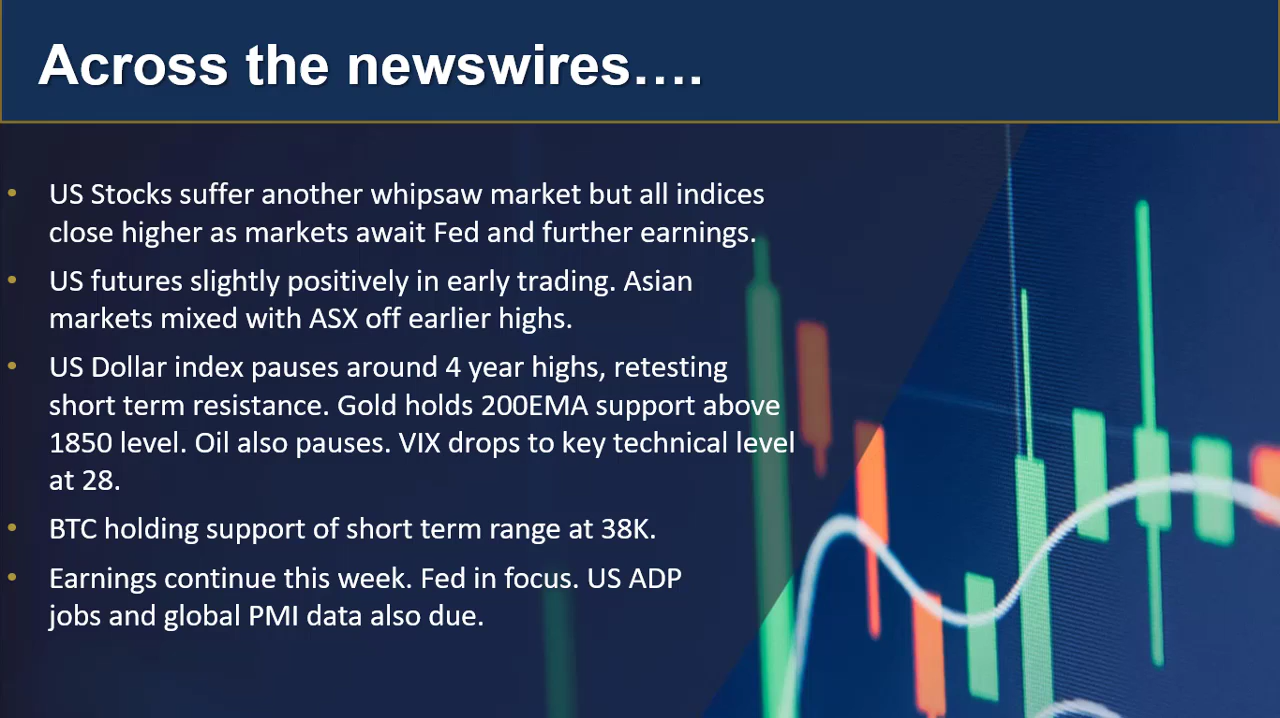 Across the newswires….
• US Stocks suffer another whipsaw market but all indices
close higher as markets await Fed and further earnings.
• US futures slightly positively in early trading. Asian
markets mixed with ASX off earlier highs.
• US Dollar index pauses around 4 year highs, retesting
short term resistance. Gold holds 200EMA support above
1850 level. Oil also pauses. VIX drops to key technical level
at 28.
• BTC holding support of short term range at 38K.
• Earnings continue this week. Fed in focus. US ADP
jobs and global PMI data also due.